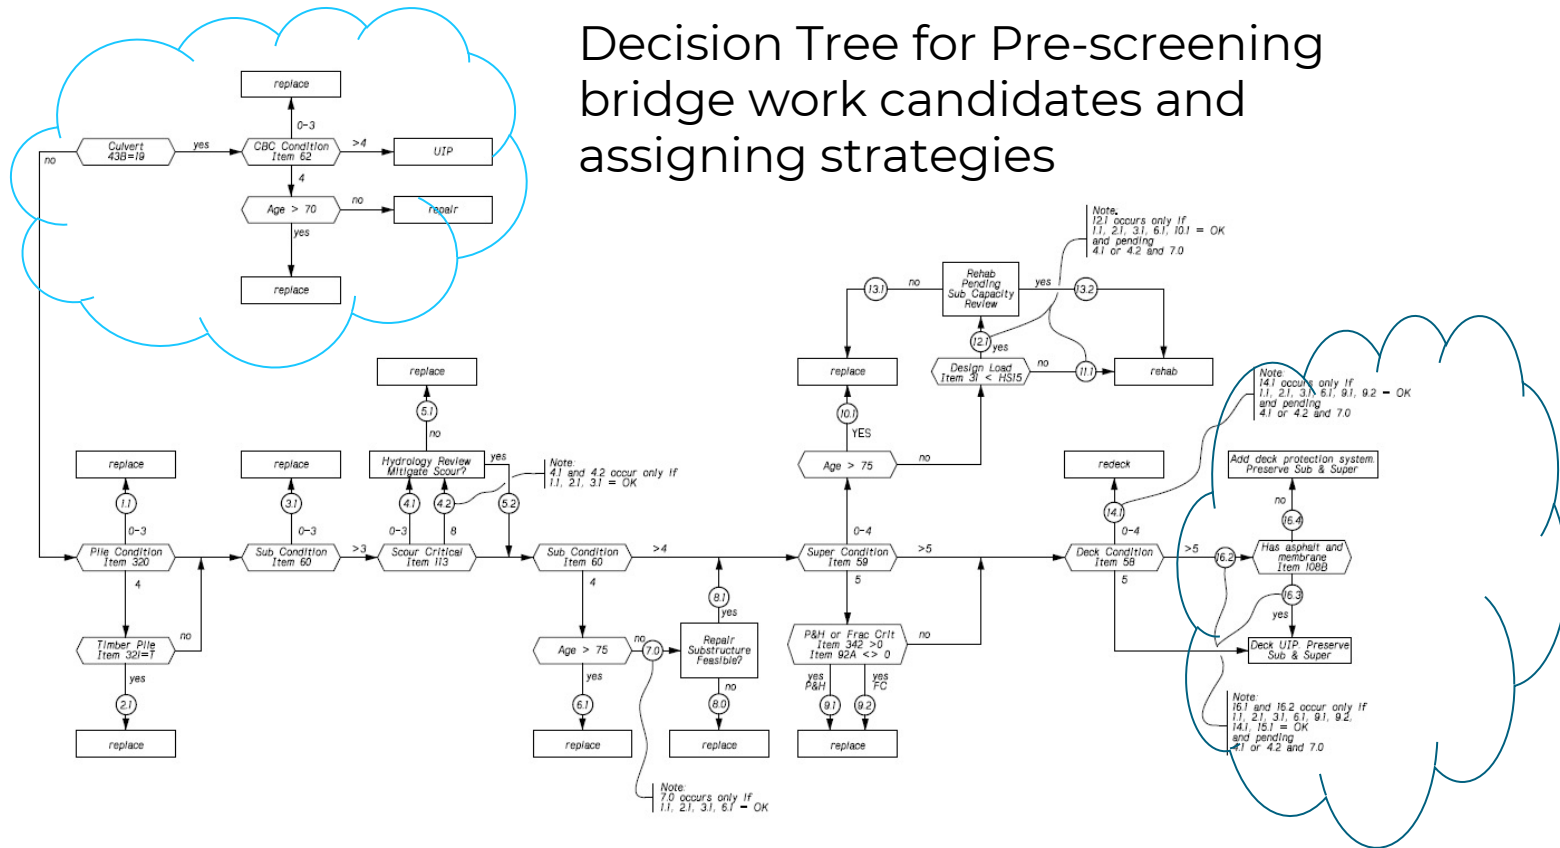 Decision Tree for Pre-screening
bridge work candidates and
assigning strategies
replace
0-3
Culvert
43B=19
yes
no
CBC Condition
Item 62
>4
UIP
4
Age > 70
no
repair
yes
replace
Note:
12.1 occurs only if
1.1, 2.1, 3.1, 6.1, 10.1 = OK
and pending
4.1 or 4.2 and 7.0
13.1
no
Rehab
Pending
Sub Capacity
Review
yes
13.2
12.1
yes
replace
Design Load
Item 31 < HS15
no
11.1
rehab
10.1
YES
Age > 75
no
replace
5.1
no
Hydrology Review
Mitigate Scour?
yes
4.1
4.2
5.2
0-3
8
Note:
4.1 and 4.2 occur only if
1.1, 2.1, 3.1 = OK
Note:
14.1 occurs only if
1.1, 2.1, 3.1, 6.1, 9.1, 9.2 = OK
and pending
4.1 or 4.2 and 7.0
replace
1.1
0-3
replace
3.1
0-3
redeck
14.1
0-4
Add deck protection system.
Preserve Sub & Super
no
16.4
Pile Condition
Item 320
Sub Condition
Item 60
>3
Scour Critical
Item 113
Sub Condition
Item 60
>4
0-4
Super Condition
Item 59
>5
Deck Condition
Item 58
>5
16.2
Has asphalt and
membrane
Item 108B
4
4
5
5
16.3
yes
Timber Pile
Item 321=T
no
yes
2.1
replace
Age > 75
no
7.0
yes
6.1
replace
8.1
yes
Repair
Substructure
Feasible?
no
8.0
replace
P&H or Frac Crit
Item 342 >0
Item 92A <> 0
no
yes
P&H
yes
FC
9.1
9.2
replace
Deck UIP. Preserve
Sub & Super
Note:
7.0 occurs only if
1.1, 2.1, 3.1, 6.1 = OK
Note:
16.1 and 16.2 occur only if
1.1, 2.1, 3.1, 6.1, 9.1, 9.2,
14.1, 15.1 = OK
and pending
4.1 or 4.2 and 7.0